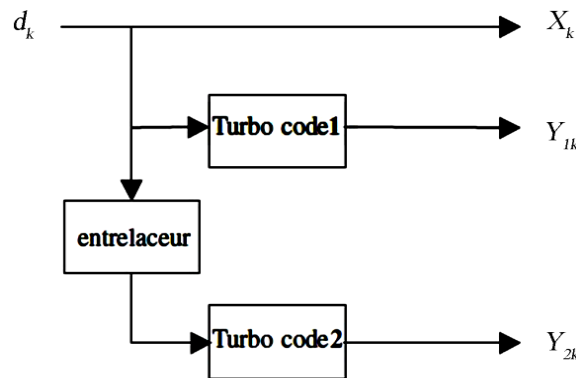 d_k X_k
Turbo code1 Y_1k
entrelaceur
Turbo code2 Y_2k